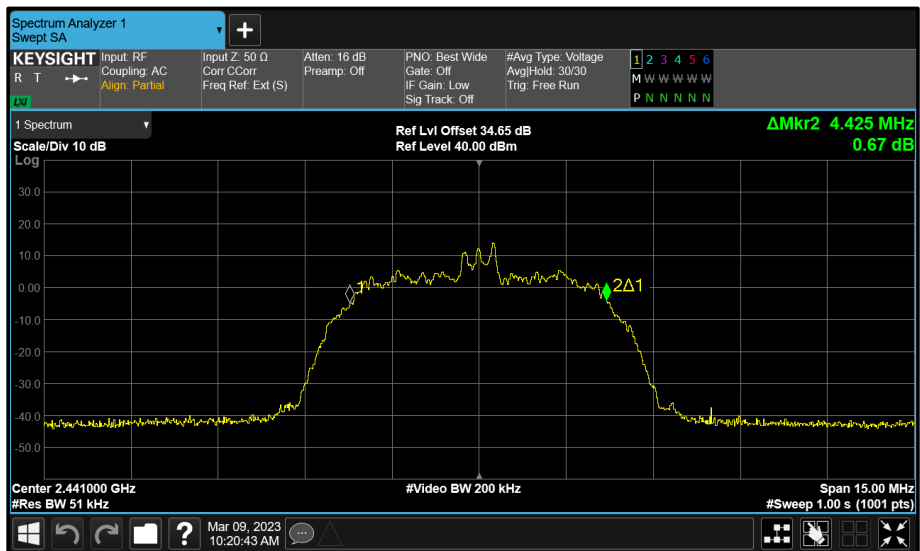 Spectrum Analyzer 1
Swept SA
KEYSIGHT
R T
LXI
Input: RF
Coupling: AC
Align: Partial
Input Z: 50 Ω
Corr CCorr
Freq Ref: Ext (S)
Atten: 16 dB
Preamp: Off
PNO: Best Wide
Gate: Off
IF Gain: Low
Sig Track: Off
#Avg Type: Voltage
Avg|Hold: 30/30
Trig: Free Run
1 2 3 4 5 6
M W W W W W
P N N N N N
1 Spectrum
Scale/Div 10 dB
Ref Lvl Offset 34.65 dB
Ref Level 40.00 dBm
ΔMkr2 4.425 MHz
0.67 dB
Log
30.0
20.0
10.0
0.00
-10.0
-20.0
-30.0
-40.0
-50.0
1
2Δ1
Center 2.441000 GHz
#Res BW 51 kHz
#Video BW 200 kHz
Span 15.00 MHz
#Sweep 1.00 s (1001 pts)
Mar 09, 2023
10:20:43 AM